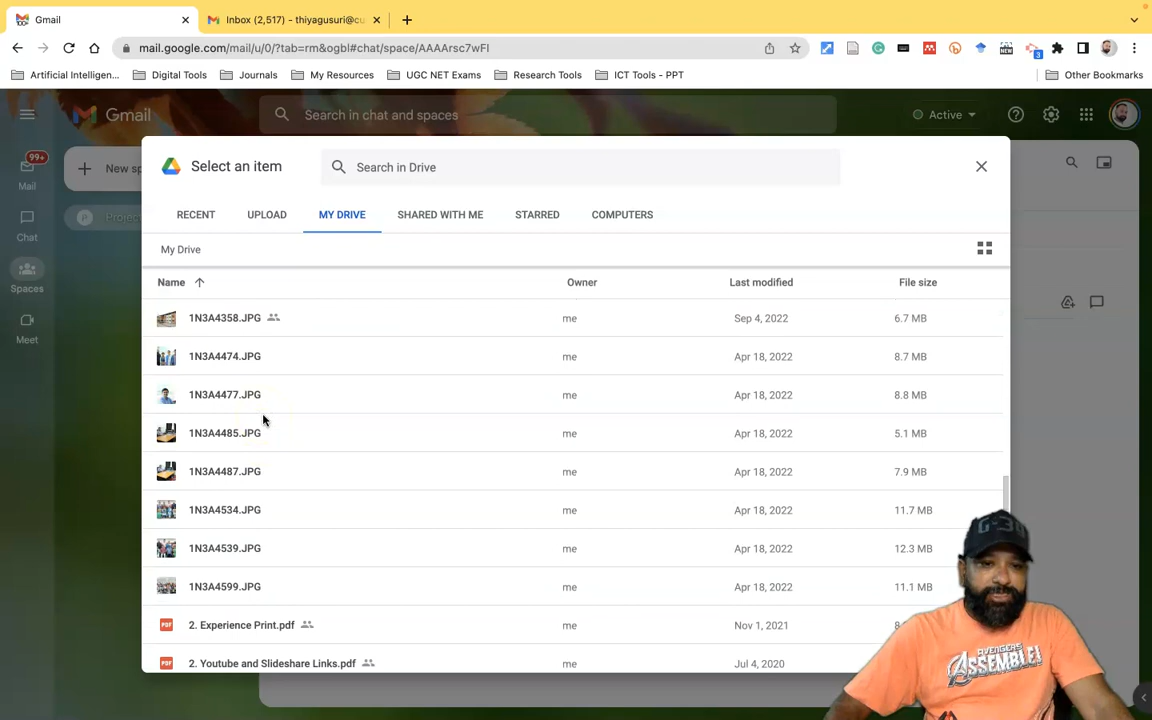 Gmail
Inbox (2,517) - thiyagusuri@cu
mail.google.com/mail/u/0/?tab=rm&ogbl#chat/space/AAAArsc7wFI
Artificial Intelligen...
Digital Tools
Journals
My Resources
UGC NET Exams
Research Tools
ICT Tools - PPT
Other Bookmarks
Gmail
Search in chat and spaces
Active
99+
Mail
Chat
Spaces
Meet
New sp
P
Project
Select an item
Search in Drive
RECENT
UPLOAD
MY DRIVE
SHARED WITH ME
STARRED
COMPUTERS
My Drive
Name
Owner
Last modified
File size
1N3A4358.JPG me Sep 4, 2022 6.7 MB
1N3A4474.JPG me Apr 18, 2022 8.7 MB
1N3A4477.JPG me Apr 18, 2022 8.8 MB
1N3A4485.JPG me Apr 18, 2022 5.1 MB
1N3A4487.JPG me Apr 18, 2022 7.9 MB
1N3A4534.JPG me Apr 18, 2022 11.7 MB
1N3A4539.JPG me Apr 18, 2022 12.3 MB
1N3A4599.JPG me Apr 18, 2022 11.1 MB
PDF 2. Experience Print.pdf me Nov 1, 2021
PDF 2. Youtube and Slideshare Links.pdf me Jul 4, 2020
AVENGERS
ASSEMBLE!